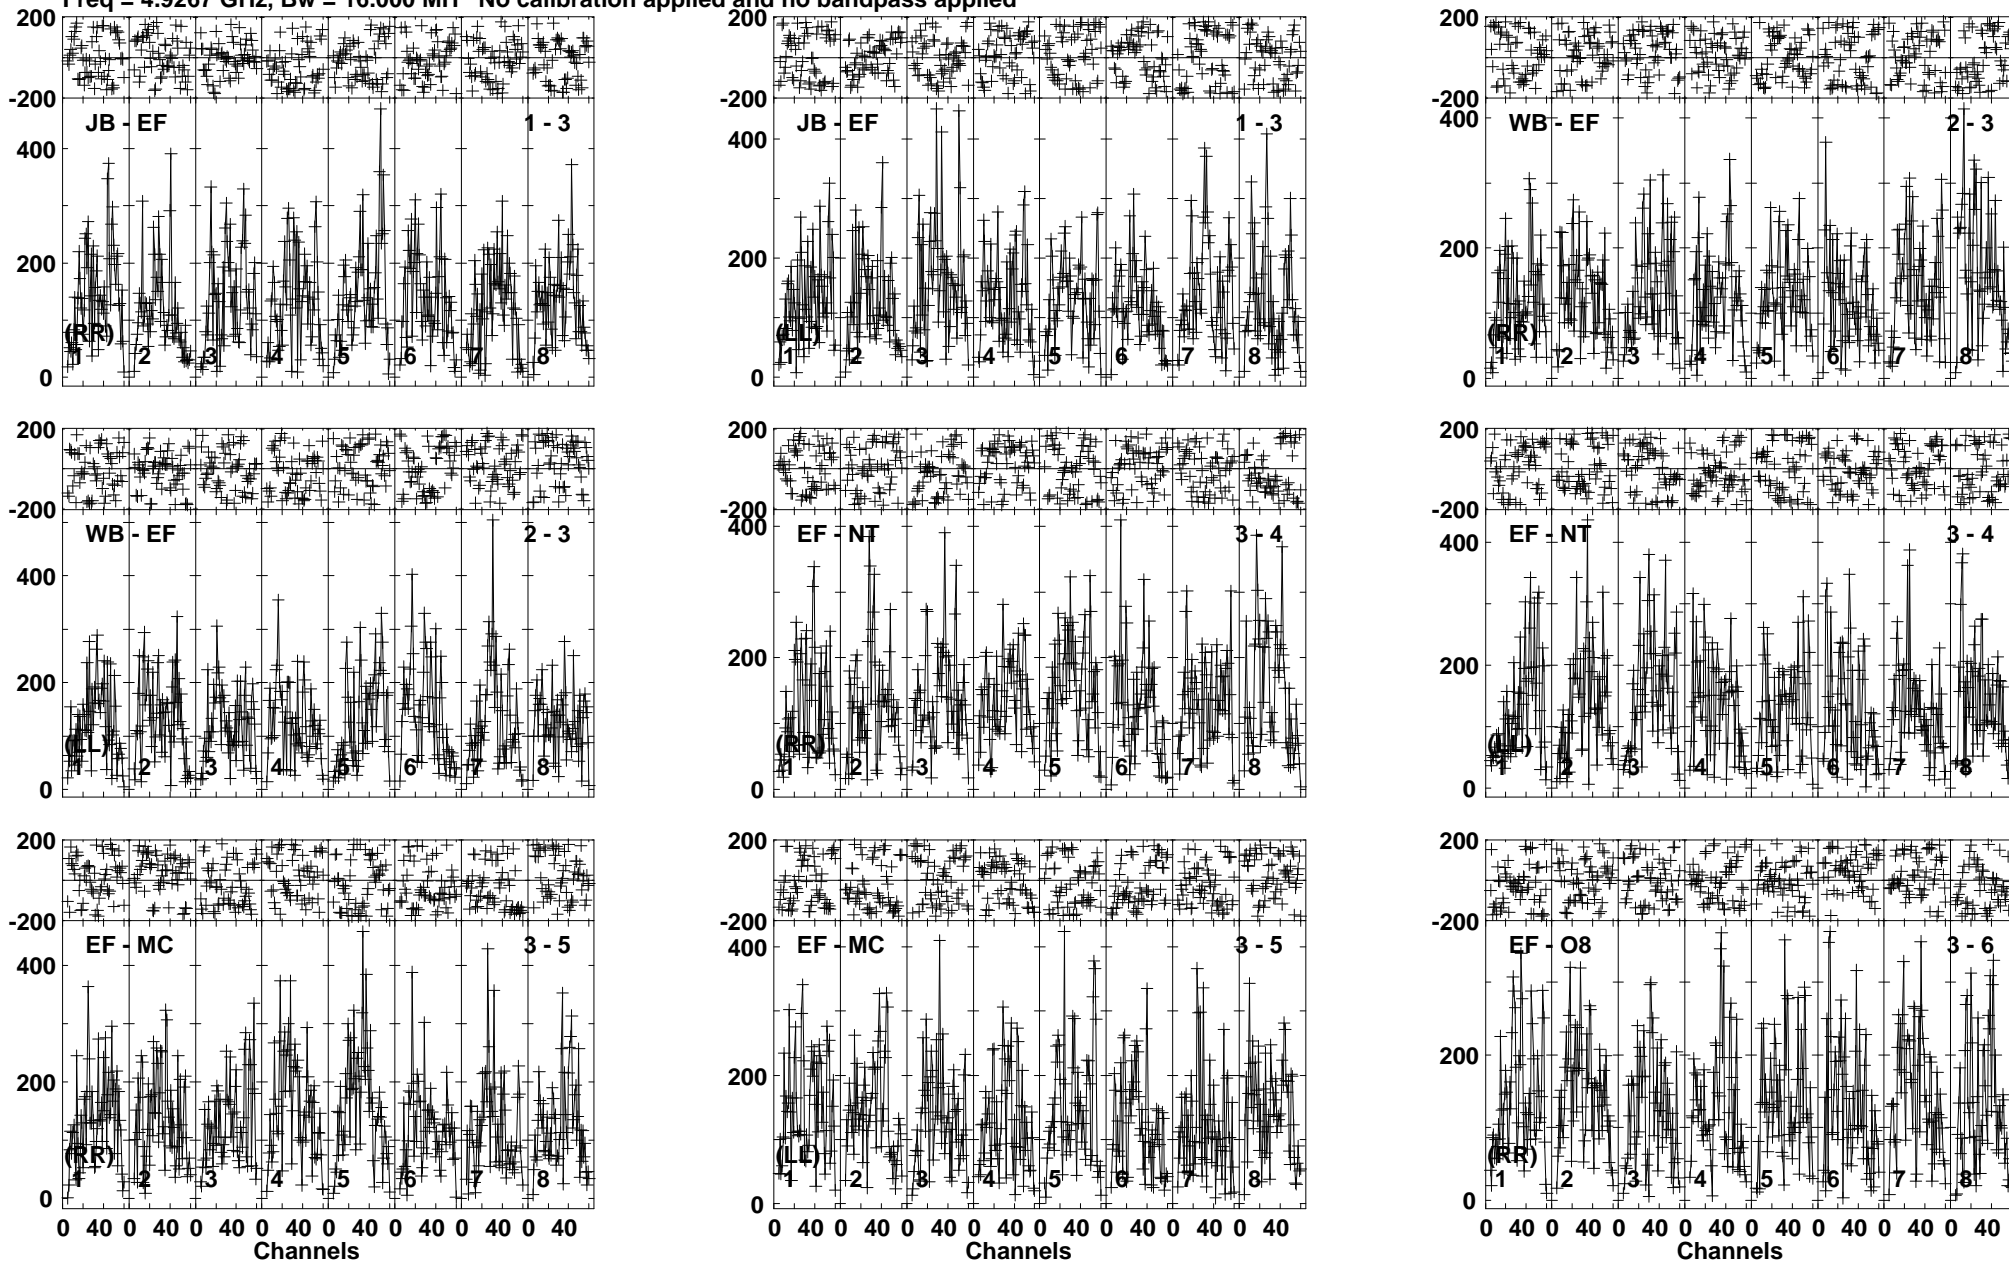 Freq = 4.9267 GHz, Bw = 16.000 MH No calibration applied and no bandpass applied
200 200 200
-200 -200 -200
JB - EF 1 - 3 JB - EF 1 - 3 WB - EF 2 - 3
400 400 400
200 200 200
(RR) (LL) (RR)
1 2 3 4 5 6 7 8 1 2 3 4 5 6 7 8 1 2 3 4 5 6 7 8
0 0 0
200 200 200
-200 -200 -200
WB - EF 2 - 3 EF - NT 3 - 4 EF - NT 3 - 4
400 400 400
200 200 200
(LL) (RR) (LL)
1 2 3 4 5 6 7 8 1 2 3 4 5 6 7 8 1 2 3 4 5 6 7 8
0 0 0
200 200 200
-200 -200 -200
EF - MC 3 - 5 EF - MC 3 - 5 EF - O8 3 - 6
400 400
200 200 200
(RR) (LL) (RR)
1 2 3 4 5 6 7 8 1 2 3 4 5 6 7 8 1 2 3 4 5 6 7 8
0 0 0
0 40 0 40 0 40 0 40 0 40 0 40 0 40 0 40 0 40 0 40 0 40 0 40 0 40 0 40 0 40 0 40 0 40 0 40 0 40 0 40 0 40 0 40 0 40 0 40
Channels Channels Channels